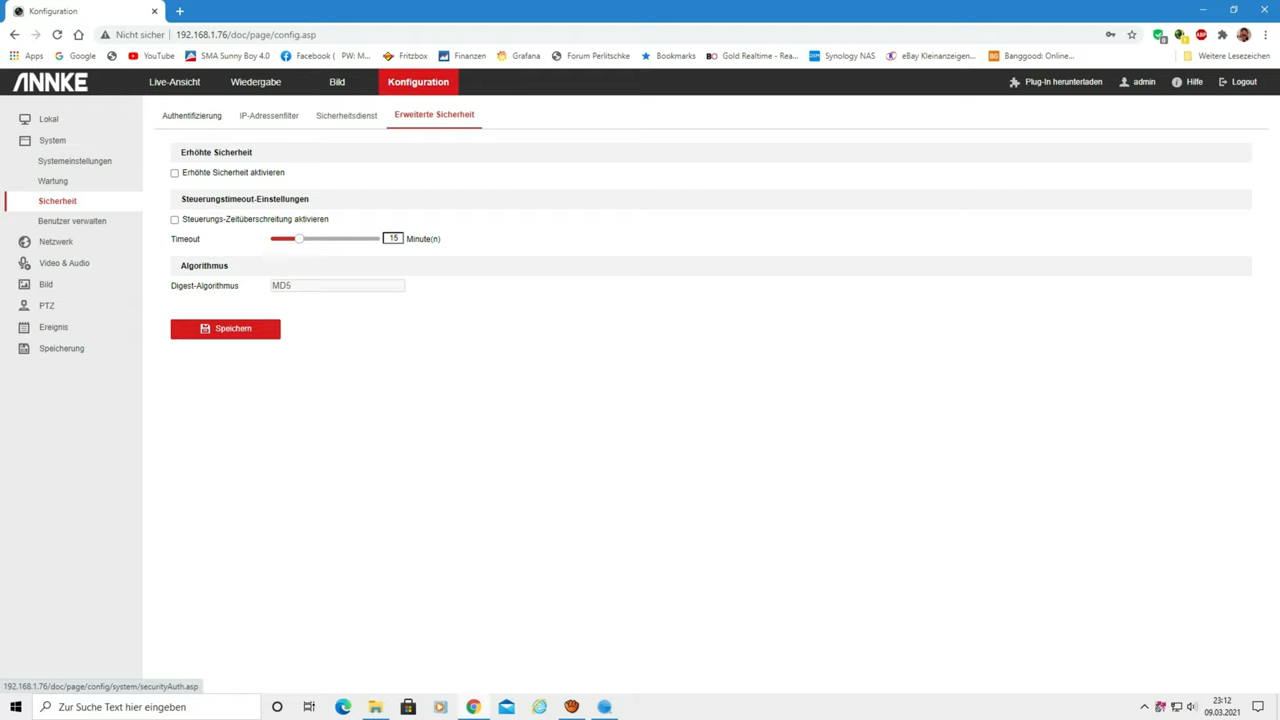 Konfiguration
Nicht sicher | 192.168.1.76/doc/page/config.asp
Apps Google YouTube SMA Sunny Boy 4.0 Facebook ( PW: M... Fritzbox Finanzen Grafana Forum Perlitschke Bookmarks Gold Realtime - Rea... Synology NAS eBay Kleinanzeigen... Banggood: Online... Weitere Lesezeichen
ANNKE Live-Ansicht Wiedergabe Bild Konfiguration Plug-In herunterladen admin Hilfe Logout
Lokal
System
Systemeinstellungen
Wartung
Sicherheit
Benutzer verwalten
Netzwerk
Video & Audio
Bild
PTZ
Ereignis
Speicherung
Authentifizierung IP-Adressenfilter Sicherheitsdienst Erweiterte Sicherheit
Erhöhte Sicherheit
Erhöhte Sicherheit aktivieren
Steuerungstimeout-Einstellungen
Steuerungs-Zeitüberschreitung aktivieren
Timeout 15 Minute(n)
Algorithmus
Digest-Algorithmus MD5
Speichern
192.168.1.76/doc/page/config/system/securityAuth.asp
Zur Suche Text hier eingeben
23:12
09.03.2021